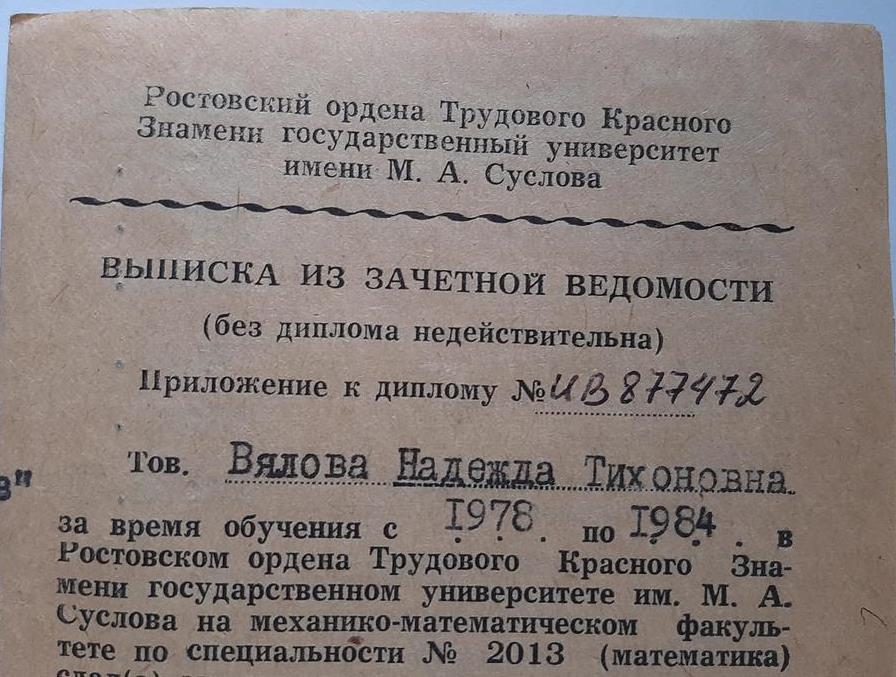 Ростовский ордена Трудового Красного
Знамени государственный университет
имени М. А. Суслова
ВЫПИСКА ИЗ ЗАЧЕТНОЙ ВЕДОМОСТИ
(без диплома недействительна)
Приложение к диплому № ИВ 877472
Тов. Вялова Надежда Тихоновна
за время обучения с 1978. по 1984. в
Ростовском ордена Трудового Красного Зна-
мени государственном университете им. М. А.
Суслова на механико-математическом факуль-
тете по специальности № 2013 (математика)